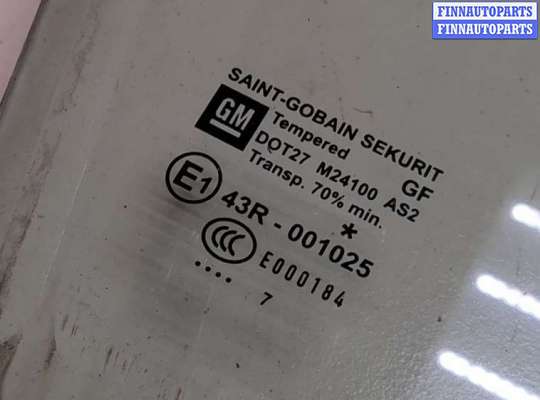 FINNAUTOPARTS
FINNAUTOPARTS
SAINT-GOBAIN SEKURIT
GM
Tempered GF
DOT27 M24100 AS2
Transp. 70% min.
E1 43R - 001025 *
CCC E000184
.... 7